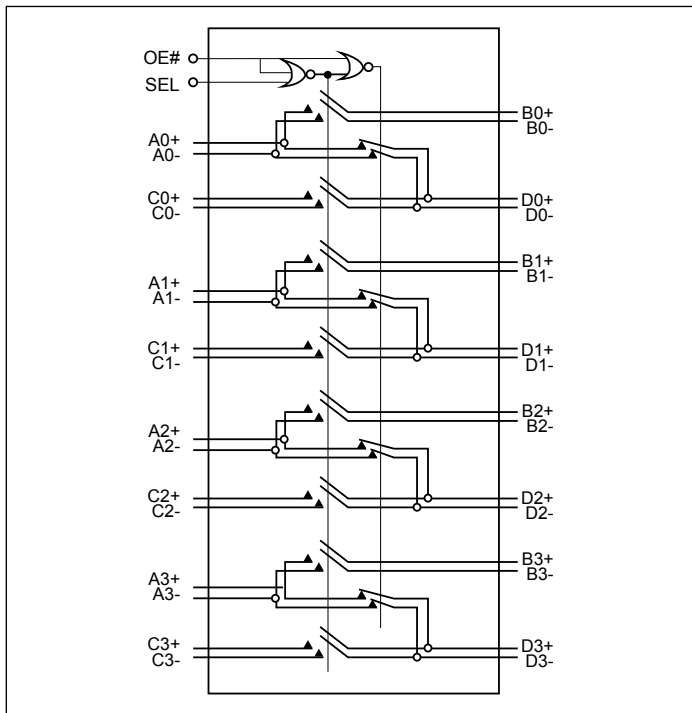 OE#
SEL
B0+
B0-
A0+
A0-
C0+
C0-
D0+
D0-
B1+
B1-
A1+
A1-
C1+
C1-
D1+
D1-
B2+
B2-
A2+
A2-
C2+
C2-
D2+
D2-
B3+
B3-
A3+
A3-
C3+
C3-
D3+
D3-